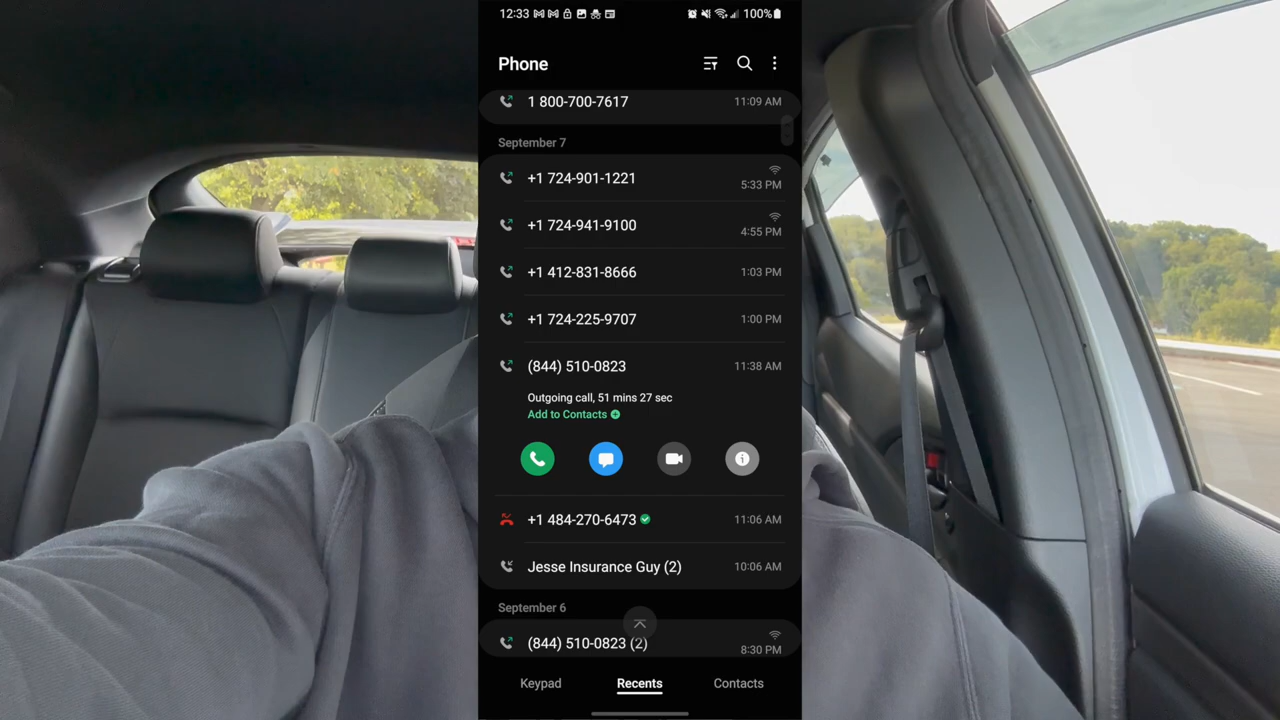 12:33 100%
Phone
1 800-700-7617 11:09 AM
September 7
+1 724-901-1221 5:33 PM
+1 724-941-9100 4:55 PM
+1 412-831-8666 1:03 PM
+1 724-225-9707 1:00 PM
(844) 510-0823 11:38 AM
Outgoing call, 51 mins 27 sec
Add to Contacts
+1 484-270-6473 11:06 AM
Jesse Insurance Guy (2) 10:06 AM
September 6
(844) 510-0823 (2) 8:30 PM
Keypad Recents Contacts